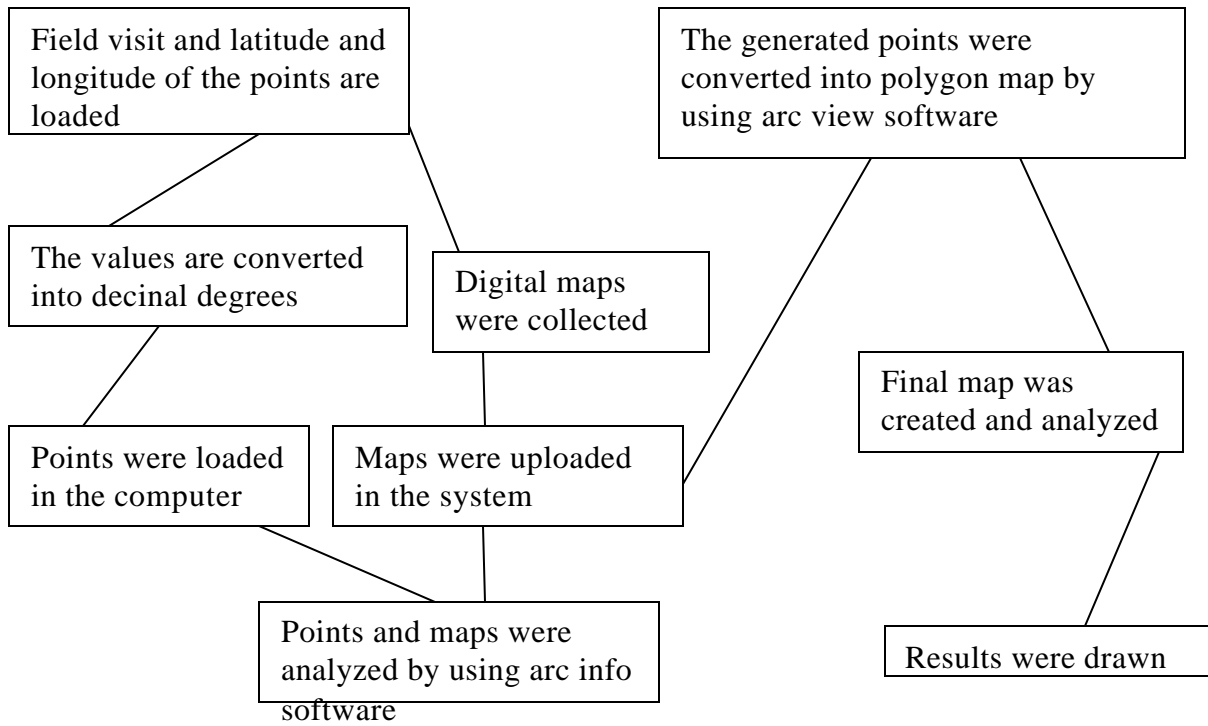 Field visit and latitude and
longitude of the points are
loaded
The values are converted
into decinal degrees
Digital maps
were collected
Points were loaded
in the computer
Maps were uploaded
in the system
Points and maps were
analyzed by using arc info
software
The generated points were
converted into polygon map by
using arc view software
Final map was
created and analyzed
Results were drawn